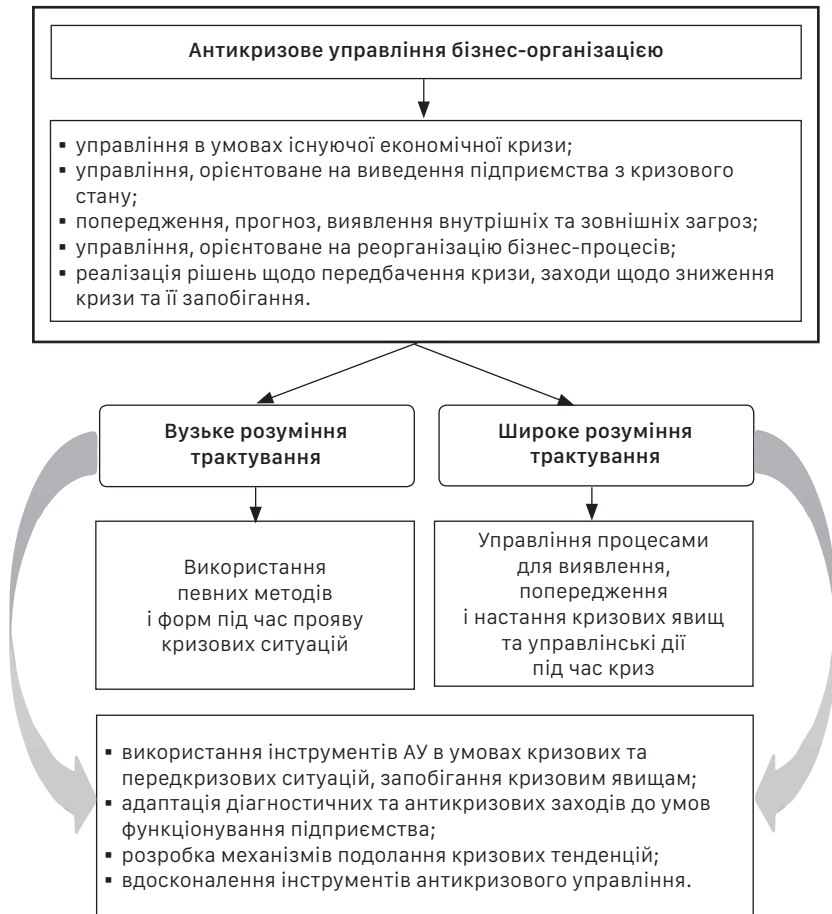 Антикризове управління бізнес-організацією
▪ управління в умовах існуючої економічної кризи;
▪ управління, орієнтоване на виведення підприємства з кризового
стану;
▪ попередження, прогноз, виявлення внутрішніх та зовнішніх загроз;
▪ управління, орієнтоване на реорганізацію бізнес-процесів;
▪ реалізація рішень щодо передбачення кризи, заходи щодо зниження
кризи та її запобігання.
Вузьке розуміння
трактування
Широке розуміння
трактування
Використання
певних методів
і форм під час прояву
кризових ситуацій
Управління процесами
для виявлення,
попередження
і настання кризових явищ
та управлінські дії
під час криз
▪ використання інструментів АУ в умовах кризових та
передкризових ситуацій, запобігання кризовим явищам;
▪ адаптація діагностичних та антикризових заходів до умов
функціонування підприємства;
▪ розробка механізмів подолання кризових тенденцій;
▪ вдосконалення інструментів антикризового управління.